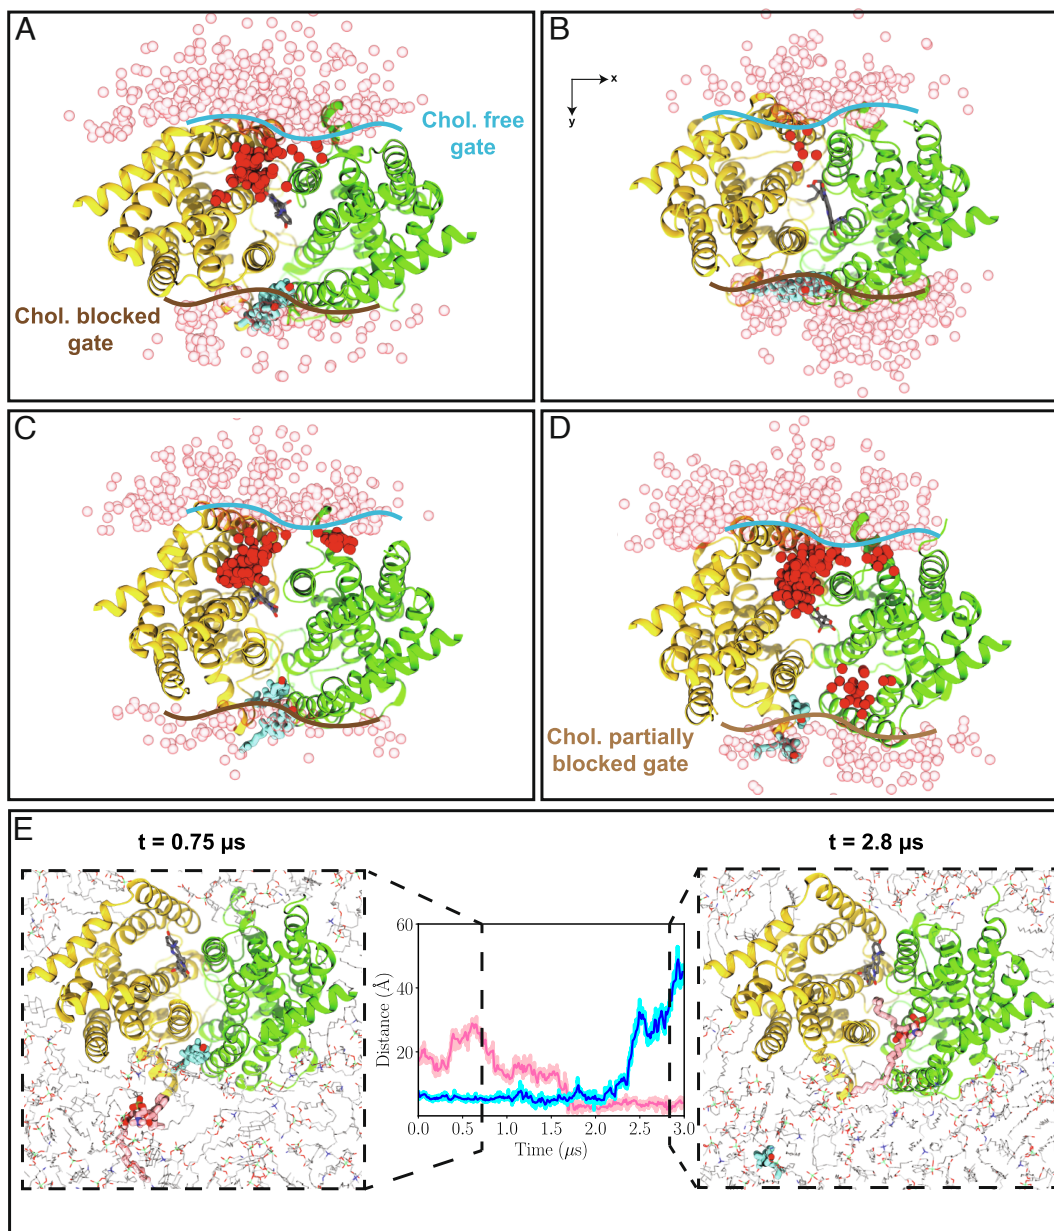 A
Chol. free
gate
Chol. blocked
gate
B
x
y
C
D
Chol. partially
blocked gate
E
t = 0.75 μs
t = 2.8 μs
60
40
20
Distance (Å)
0.0 0.5 1.0 1.5 2.0 2.5 3.0
Time (μs)